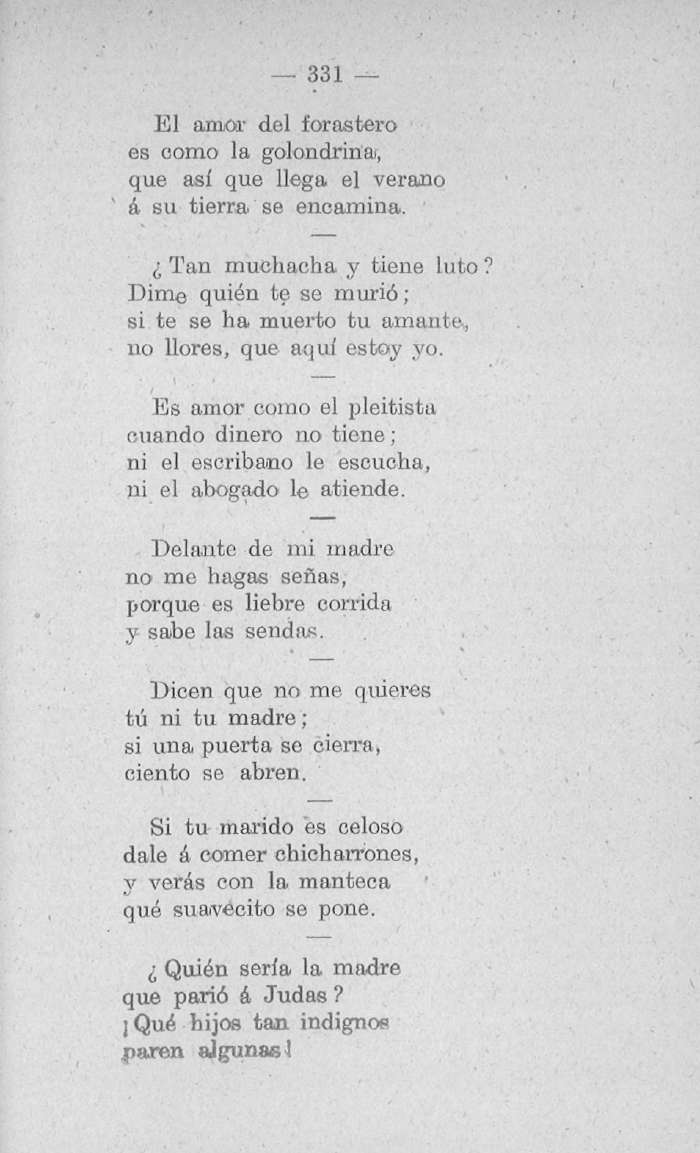 — 331 —
El amor del forastero
es como la golondrina,
que así que llega el verano
á su tierra se encamina.
—
¿Tan muchacha y tiene luto?
Dime quién te se murió;
si te se ha muerto tu amante,
no llores, que aquí estoy yo.
—
Es amor como el pleitista
cuando dinero no tiene;
ni el escribano le escucha,
ni el abogado le atiende.
—
Delante de mi madre
no me hagas señas,
porque es liebre corrida
y sabe las sendas.
—
Dicen que no me quieres
tú ni tu madre;
si una puerta se cierra,
ciento se abren.
—
Si tu marido es celoso
dale á comer chicharrones,
y verás con la manteca
qué suavecito se pone.
—
¿Quién sería la madre
que parió á Judas?
¡Qué hijos tan indignos
paren algunas!